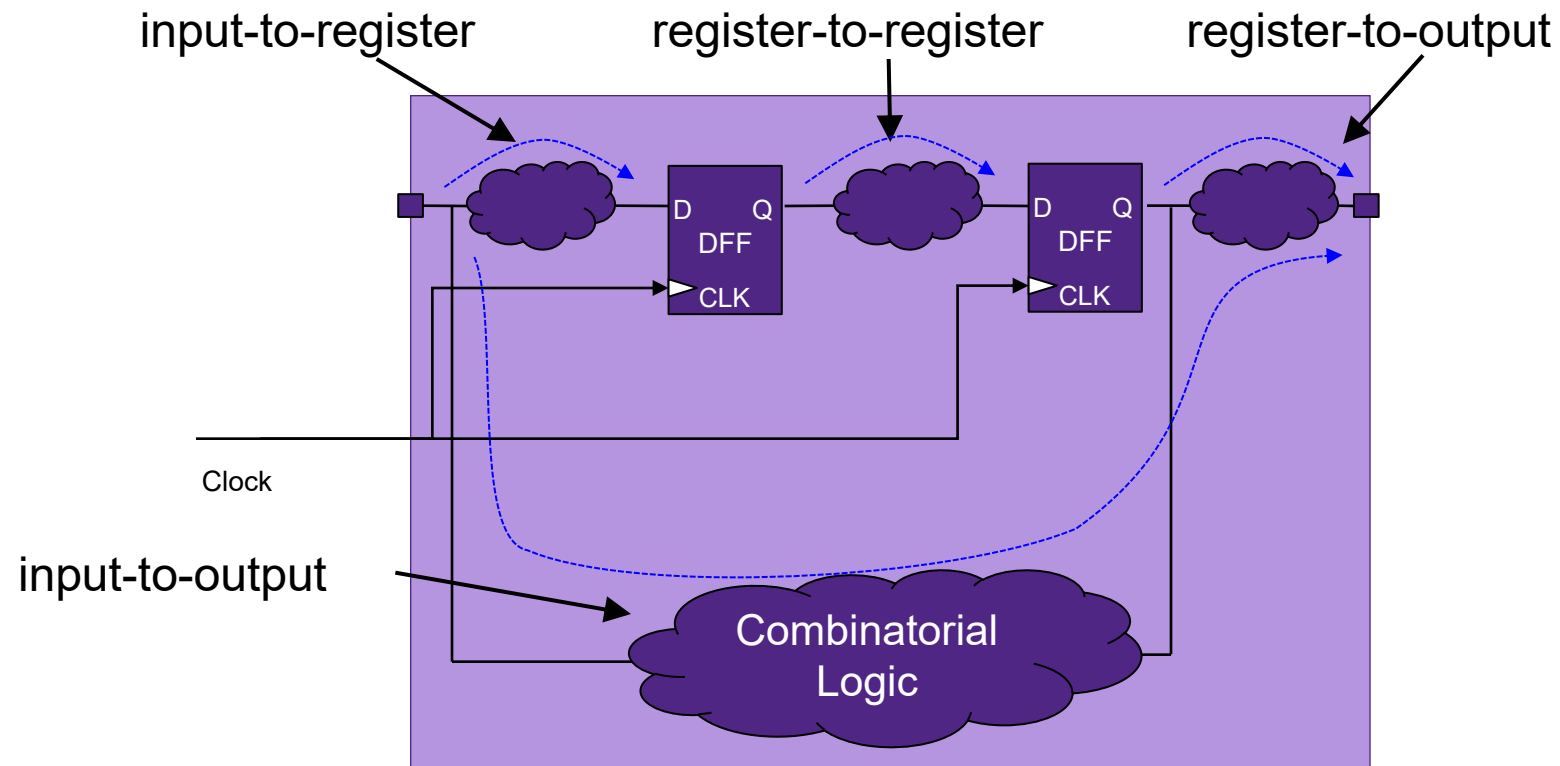 input-to-register
register-to-register
register-to-output
D Q
DFF
CLK
D Q
DFF
CLK
Clock
input-to-output
Combinatorial
Logic